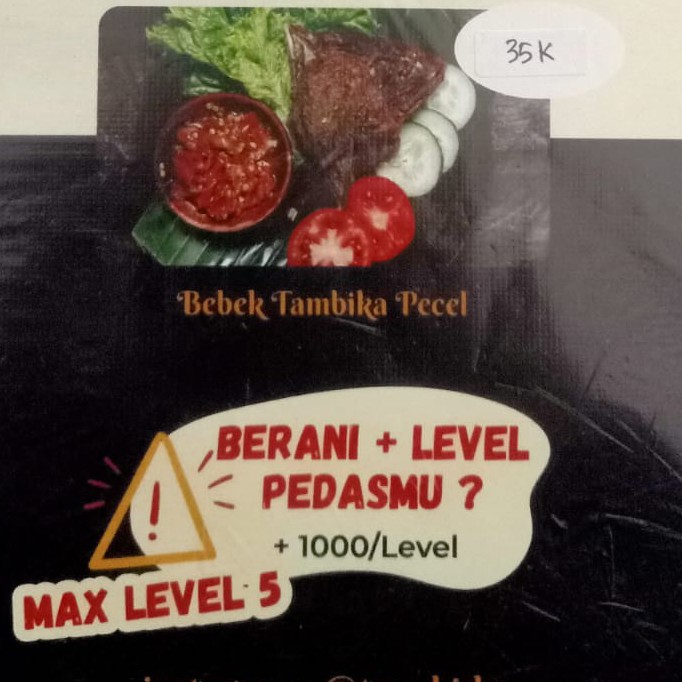 35K
Bebek Tambika Pecel
BERANI + LEVEL
PEDASMU ?
+ 1000/Level
MAX LEVEL 5